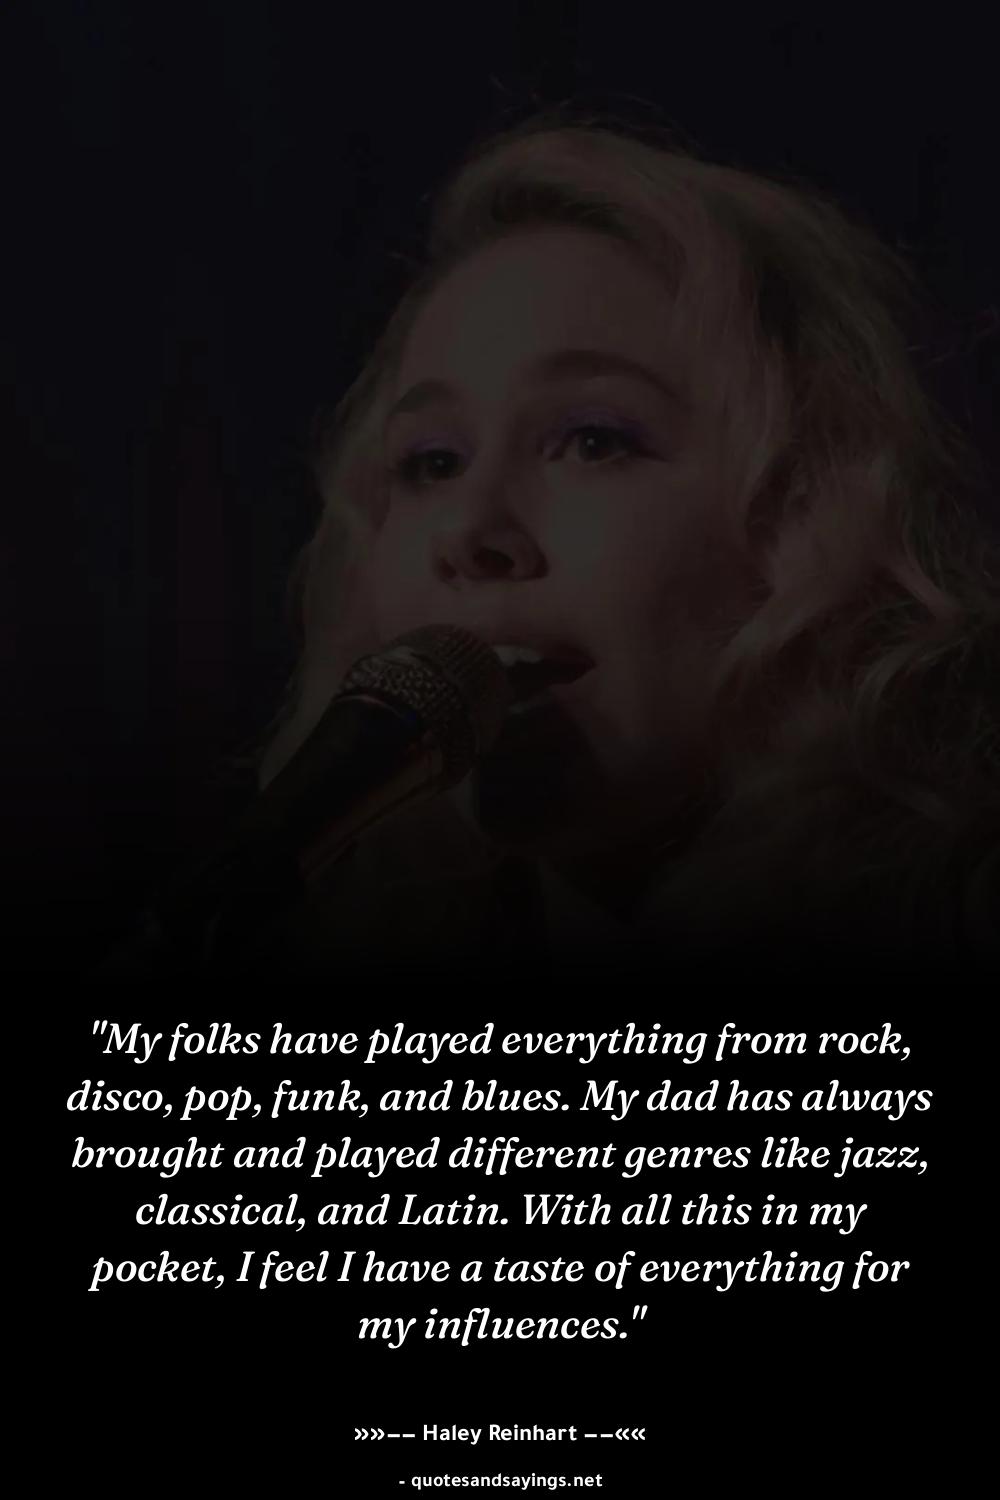 "My folks have played everything from rock,
disco, pop, funk, and blues. My dad has always
brought and played different genres like jazz,
classical, and Latin. With all this in my
pocket, I feel I have a taste of everything for
my influences."
»»–– Haley Reinhart ––««
- quotesandsayings.net